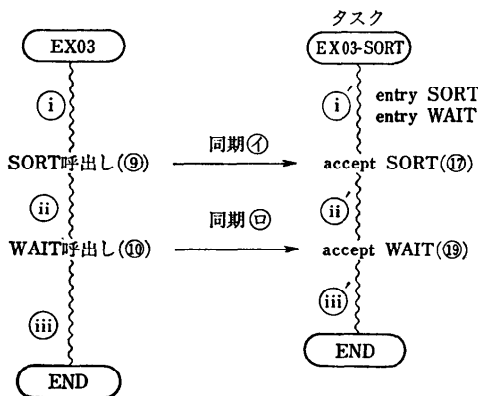 タスク
EX03
EX03-SORT
ⓘ
ⓘ′
entry SORT
entry WAIT
同期㋑
SORT呼出し(⑨)
accept SORT(⑰)
ⅱ
ⅱ′
同期㋺
WAIT呼出し(⑩)
accept WAIT(⑲)
ⅲ
ⅲ′
END
END